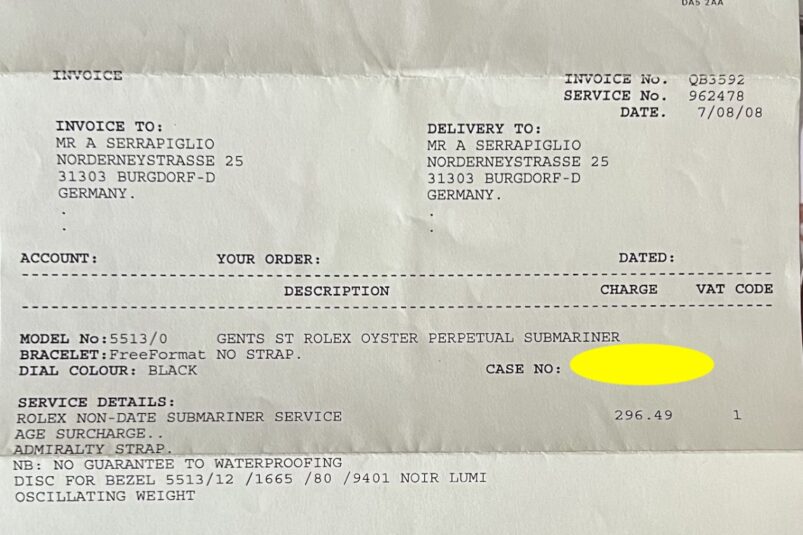 DA5 2AA
INVOICE
INVOICE No. QB3592
SERVICE No. 962478
DATE. 7/08/08
INVOICE TO:
MR A SERRAPIGLIO
NORDERNEYSTRASSE 25
31303 BURGDORF-D
GERMANY.
.
.
DELIVERY TO:
MR A SERRAPIGLIO
NORDERNEYSTRASSE 25
31303 BURGDORF-D
GERMANY.
.
.
ACCOUNT: YOUR ORDER: DATED:
DESCRIPTION CHARGE VAT CODE
MODEL No:5513/0 GENTS ST ROLEX OYSTER PERPETUAL SUBMARINER
BRACELET:FreeFormat NO STRAP.
DIAL COLOUR: BLACK CASE NO:
SERVICE DETAILS:
ROLEX NON-DATE SUBMARINER SERVICE 296.49 1
AGE SURCHARGE..
ADMIRALTY STRAP.
NB: NO GUARANTEE TO WATERPROOFING
DISC FOR BEZEL 5513/12 /1665 /80 /9401 NOIR LUMI
OSCILLATING WEIGHT